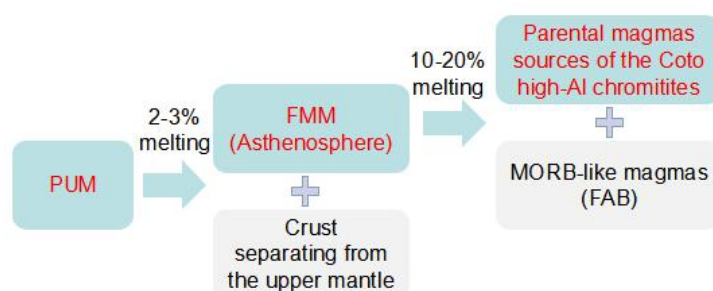 PUM
2-3%
melting
FMM
(Asthenosphere)
Crust
separating from
the upper mantle
10-20%
melting
Parental magmas
sources of the Coto
high-Al chromitites
MORB-like magmas
(FAB)